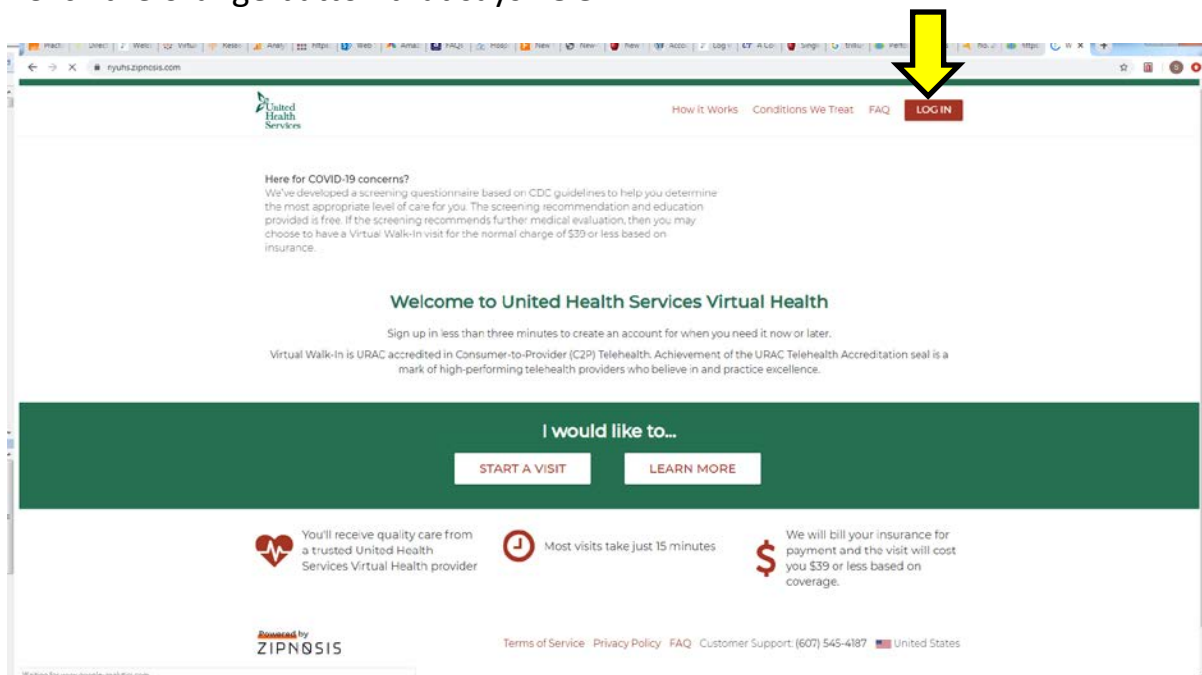 nyuhs.zipnosis.com
United
Health
Services
How it Works Conditions We Treat FAQ LOG IN
Here for COVID-19 concerns?
We've developed a screening questionnaire based on CDC guidelines to help you determine
the most appropriate level of care for you. The screening recommendation and education
provided is free. If the screening recommends further medical evaluation, then you may
choose to have a Virtual Walk-In visit for the normal charge of $39 or less based on
insurance.
Welcome to United Health Services Virtual Health
Sign up in less than three minutes to create an account for when you need it now or later.
Virtual Walk-In is URAC accredited in Consumer-to-Provider (C2P) Telehealth. Achievement of the URAC Telehealth Accreditation seal is a
mark of high-performing telehealth providers who believe in and practice excellence.
I would like to...
START A VISIT LEARN MORE
You'll receive quality care from
a trusted United Health
Services Virtual Health provider
Most visits take just 15 minutes
We will bill your insurance for
payment and the visit will cost
you $39 or less based on
coverage.
Powered by
ZIPNOSIS
Terms of Service Privacy Policy FAQ Customer Support: (607) 545-4187 United States